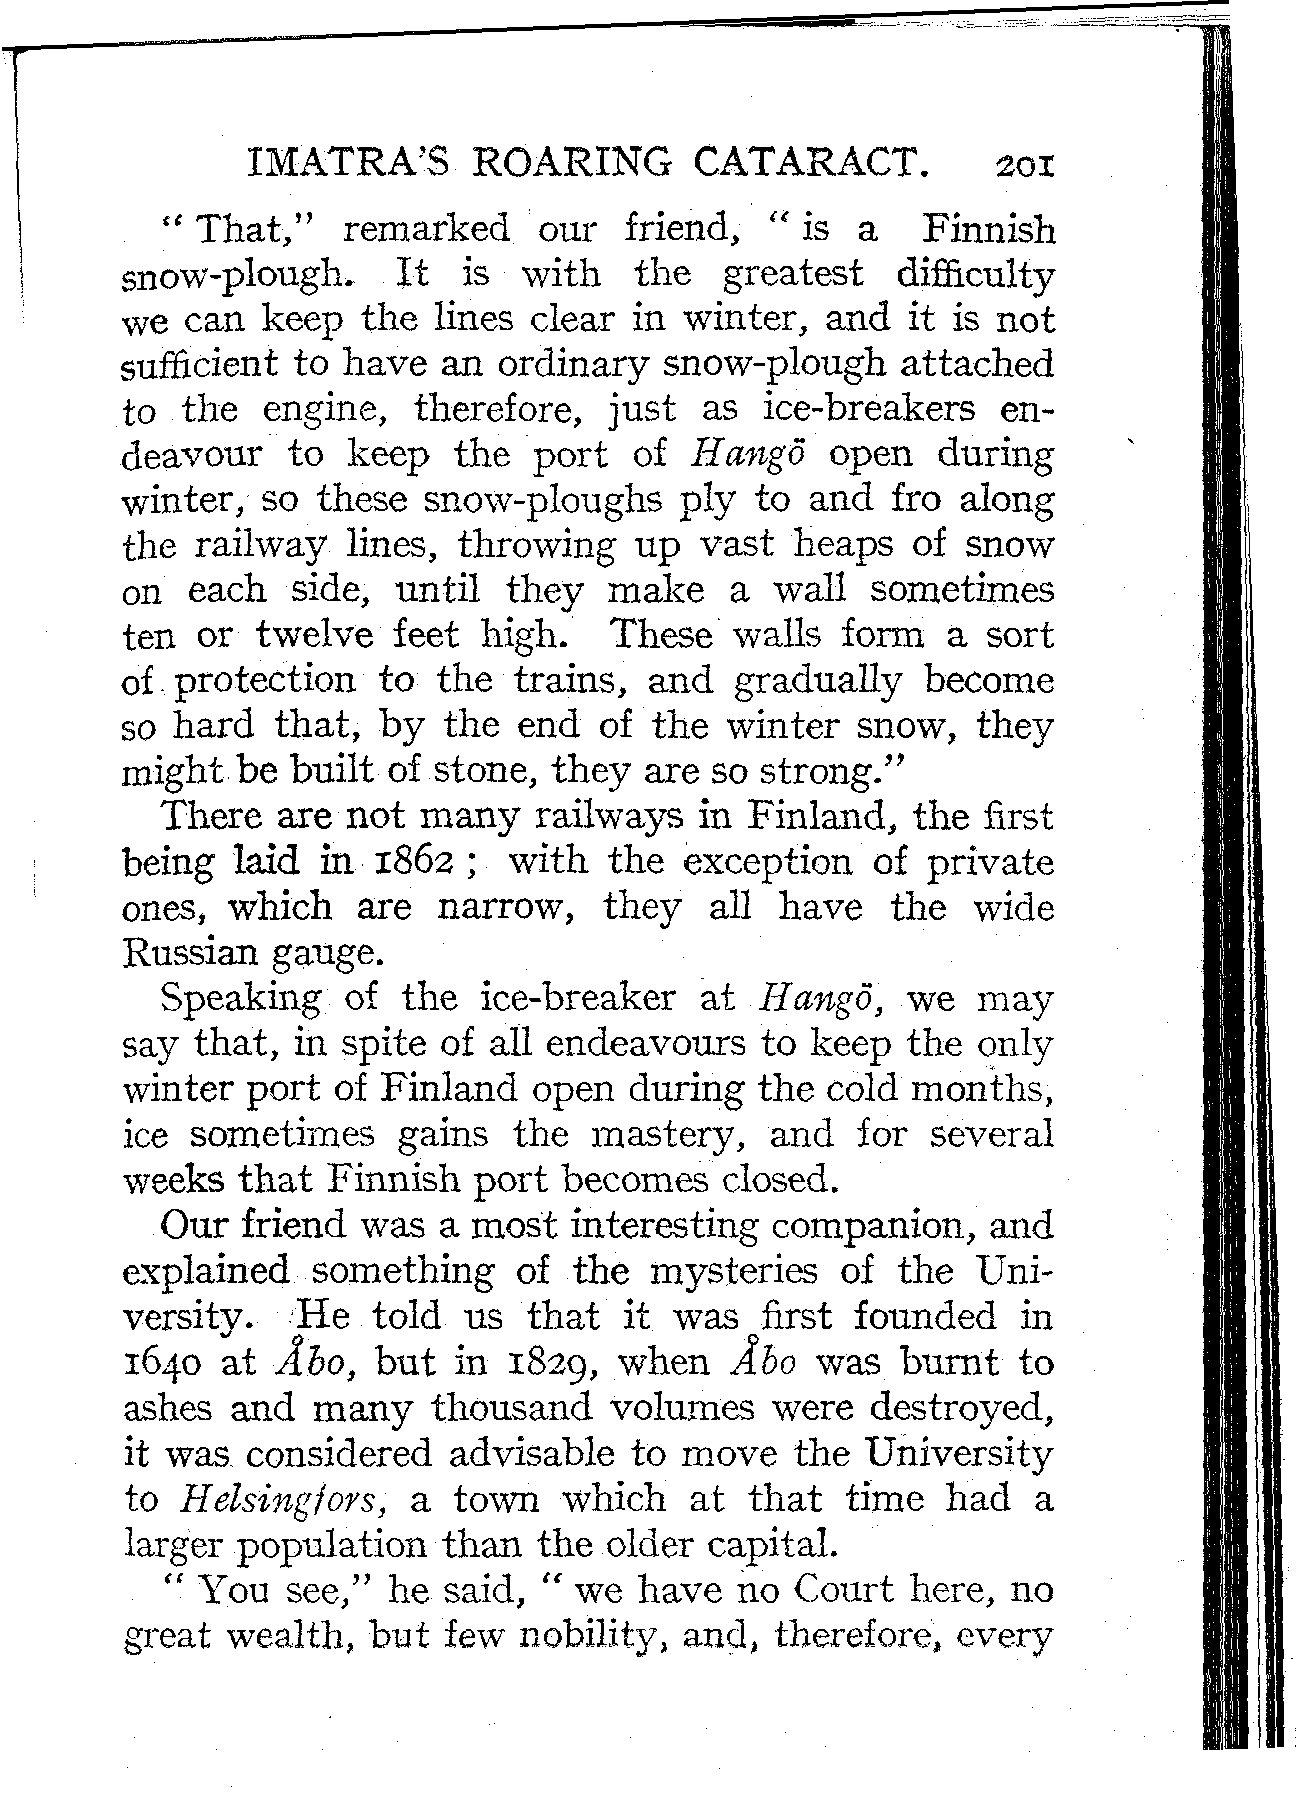 IMATRA'S ROARING CATARACT. 201
" That," remarked our friend, " is a Finnish
snow-plough. It is with the greatest difficulty
we can keep the lines clear in winter, and it is not
sufficient to have an ordinary snow-plough attached
to the engine, therefore, just as ice-breakers en-
deavour to keep the port of Hangö open during
winter, so these snow-ploughs ply to and fro along
the railway lines, throwing up vast heaps of snow
on each side, until they make a wall sometimes
ten or twelve feet high. These walls form a sort
of protection to the trains, and gradually become
so hard that, by the end of the winter snow, they
might be built of stone, they are so strong."
There are not many railways in Finland, the first
being laid in 1862 ; with the exception of private
ones, which are narrow, they all have the wide
Russian gauge.
Speaking of the ice-breaker at Hangö, we may
say that, in spite of all endeavours to keep the only
winter port of Finland open during the cold months,
ice sometimes gains the mastery, and for several
weeks that Finnish port becomes closed.
Our friend was a most interesting companion, and
explained something of the mysteries of the Uni-
versity. He told us that it was first founded in
1640 at Åbo, but in 1829, when Åbo was burnt to
ashes and many thousand volumes were destroyed,
it was considered advisable to move the University
to Helsingfors, a town which at that time had a
larger population than the older capital.
" You see," he said, " we have no Court here, no
great wealth, but few nobility, and, therefore, every